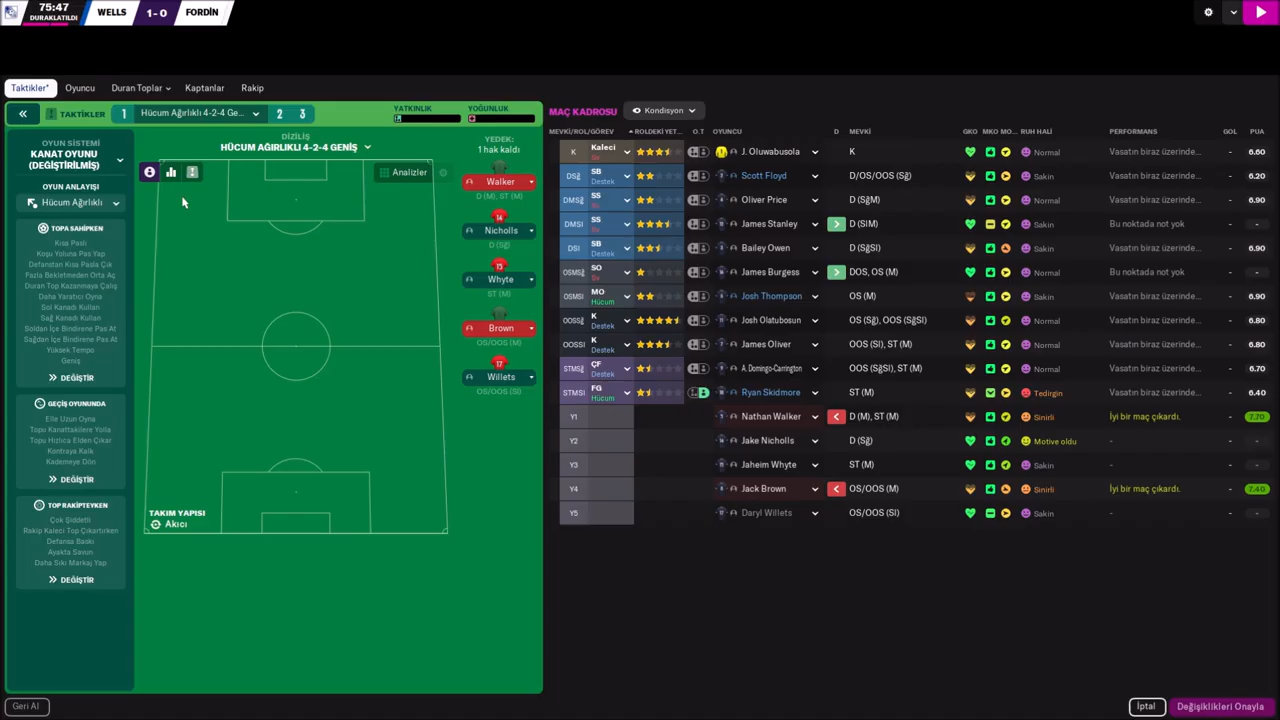 75:47
DURAKLATILDI
WELLS
1 - 0
FORDİN
Taktikler*
Oyuncu
Duran Toplar
Kaptanlar
Rakip
TAKTİKLER
1
Hücum Ağırlıklı 4-2-4 Ge...
2
3
YATKINLIK
YOĞUNLUK
OYUN SİSTEMİ
KANAT OYUNU
(DEĞİŞTİRİLMİŞ)
OYUN ANLAYIŞI
Hücum Ağırlıklı
TOPA SAHİPKEN
Kısa Paslı
Koşu Yoluna Pas Yap
Defanstan Kısa Pasla Çık
Fazla Bekletmeden Orta Aç
Duran Top Kazanmaya Çalış
Daha Yaratıcı Oyna
Sol Kanadı Kullan
Sağ Kanadı Kullan
Soldan İçe Bindirene Pas At
Sağdan İçe Bindirene Pas At
Yüksek Tempo
Geniş
DEĞİŞTİR
GEÇİŞ OYUNUNDA
Elle Uzun Oyna
Topu Kanattakilere Yolla
Topu Hızlıca Elden Çıkar
Kontraya Kalk
Kademeye Dön
DEĞİŞTİR
TOP RAKİPTEYKEN
Çok Şiddetli
Rakip Kaleci Top Çıkartırken
Defansa Baskı
Ayakta Savun
Daha Sıkı Markaj Yap
DEĞİŞTİR
DİZİLİŞ
HÜCUM AĞIRLIKLI 4-2-4 GENİŞ
Analizler
TAKIM YAPISI
Akıcı
YEDEK:
1 hak kaldı
Walker
D (M), ST (M)
14
Nicholls
D (Sğ)
13
Whyte
ST (M)
Brown
OS/OOS (M)
17
Willets
OS/OOS (Sl)
MAÇ KADROSU
Kondisyon
MEVKİ/ROL/GÖREV ROLDEKİ YET... O.T OYUNCU D MEVKİ GKO MKO MO... RUH HALİ PERFORMANS GOL PUA
K Kaleci Sv J. Oluwabusola K Normal Vasatın biraz üzerinde... - 6.60
DSğ SB Destek Scott Floyd D/OS/OOS (Sğ) Sakin Vasatın biraz üzerinde... - 6.20
DMSğ SS Sv Oliver Price D (SğM) Sakin Vasatın biraz üzerinde... - 6.90
DMSl SS Sv James Stanley D (SlM) Sakin Bu noktada not yok - -
DSl SB Destek Bailey Owen D (SğSl) Sakin Vasatın biraz üzerinde... - 6.90
OSMSğ SO Sv James Burgess DOS, OS (M) Normal Bu noktada not yok - -
OSMSl MO Hücum Josh Thompson OS (M) Sakin Vasatın biraz üzerinde... - 6.90
OOSSğ K Destek Josh Olatubosun OS (Sğ), OOS (SğSl) Normal Vasatın biraz üzerinde... - 6.80
OOSSl K Destek James Oliver OOS (Sl), ST (M) Normal Vasatın biraz üzerinde... - 6.80
STMSğ ÇF Destek A. Domingo-Carrington OOS (SğSl), ST (M) Sakin Vasatın biraz üzerinde... - 6.70
STMSl FG Hücum Ryan Skidmore ST (M) Tedirgin Vasatın biraz üzerinde... - 6.40
Y1 Nathan Walker D (M), ST (M) Sinirli İyi bir maç çıkardı. - 7.70
Y2 Jake Nicholls D (Sğ) Motive oldu - - -
Y3 Jaheim Whyte ST (M) Sakin - - -
Y4 Jack Brown OS/OOS (M) Sinirli İyi bir maç çıkardı. - 7.40
Y5 Daryl Willets OS/OOS (Sl) Sakin - - -
Geri Al
İptal
Değişiklikleri Onayla